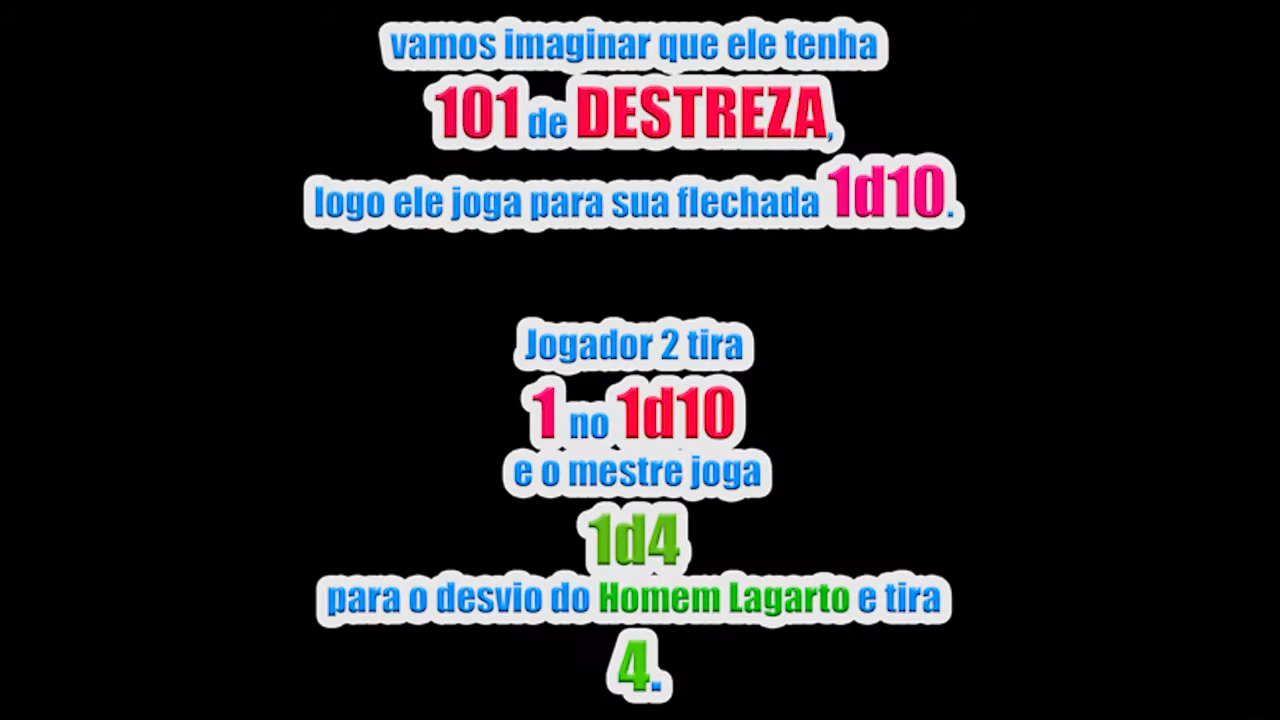 vamos imaginar que ele tenha
101 de DESTREZA,
logo ele joga para sua flechada 1d10.
Jogador 2 tira
1 no 1d10
e o mestre joga
1d4
para o desvio do Homem Lagarto e tira
4.